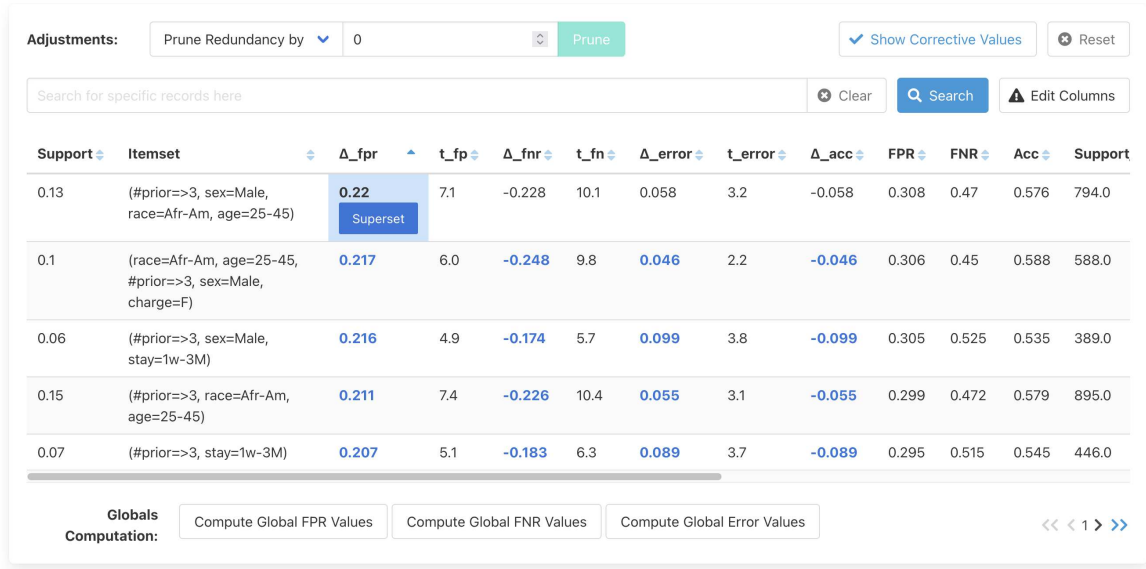 Adjustments: Prune Redundancy by 0 Prune Show Corrective Values Reset
Search for specific records here Clear Search Edit Columns
Support Itemset Δ_fpr t_fp Δ_fnr t_fn Δ_error t_error Δ_acc FPR FNR Acc Support_
0.13 (#prior=>3, sex=Male, 0.22 7.1 -0.228 10.1 0.058 3.2 -0.058 0.308 0.47 0.576 794.0
race=Afr-Am, age=25-45) Superset
0.1 (race=Afr-Am, age=25-45, 0.217 6.0 -0.248 9.8 0.046 2.2 -0.046 0.306 0.45 0.588 588.0
#prior=>3, sex=Male,
charge=F)
0.06 (#prior=>3, sex=Male, 0.216 4.9 -0.174 5.7 0.099 3.8 -0.099 0.305 0.525 0.535 389.0
stay=1w-3M)
0.15 (#prior=>3, race=Afr-Am, 0.211 7.4 -0.226 10.4 0.055 3.1 -0.055 0.299 0.472 0.579 895.0
age=25-45)
0.07 (#prior=>3, stay=1w-3M) 0.207 5.1 -0.183 6.3 0.089 3.7 -0.089 0.295 0.515 0.545 446.0
Globals
Computation: Compute Global FPR Values Compute Global FNR Values Compute Global Error Values << < 1 > >>